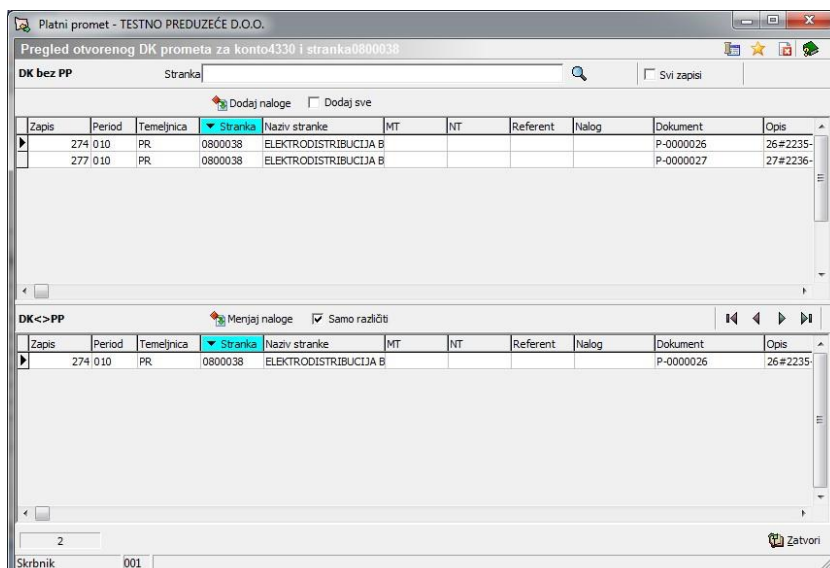 Platni promet - TESTNO PREDUZEĆE D.O.O.
Pregled otvorenog DK prometa za konto4330 i stranka0800038
DK bez PP Stranka Svi zapisi
Dodaj naloge Dodaj sve
Zapis Period Temeljnica Stranka Naziv stranke MT NT Referent Nalog Dokument Opis
274 010 PR 0800038 ELEKTRODISTRIBUCIJA B P-0000026 26#2235-
277 010 PR 0800038 ELEKTRODISTRIBUCIJA B P-0000027 27#2236-
DK<>PP Menjaj naloge Samo različiti
Zapis Period Temeljnica Stranka Naziv stranke MT NT Referent Nalog Dokument Opis
274 010 PR 0800038 ELEKTRODISTRIBUCIJA B P-0000026 26#2235-
2 Zatvori
Skrbnik 001